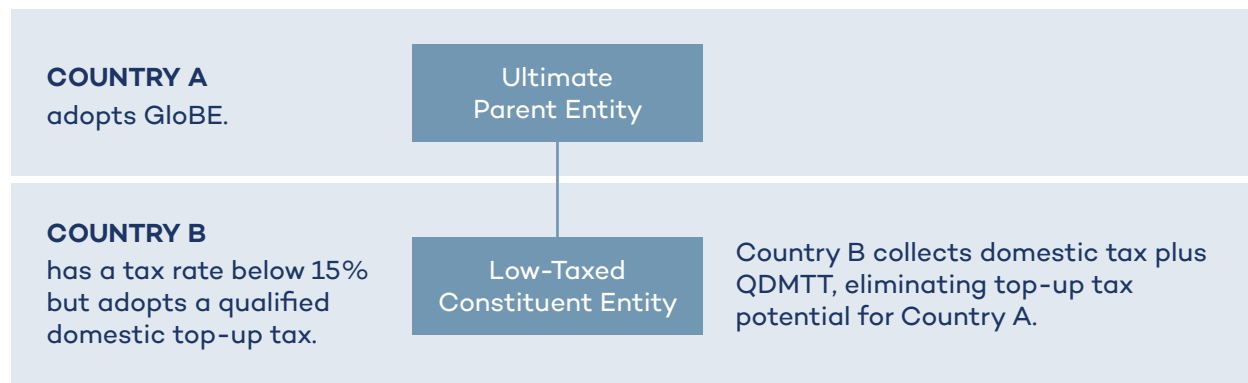 COUNTRY A
adopts GloBE.
Ultimate
Parent Entity
COUNTRY B
has a tax rate below 15%
but adopts a qualified
domestic top-up tax.
Low-Taxed
Constituent Entity
Country B collects domestic tax plus
QDMTT, eliminating top-up tax
potential for Country A.